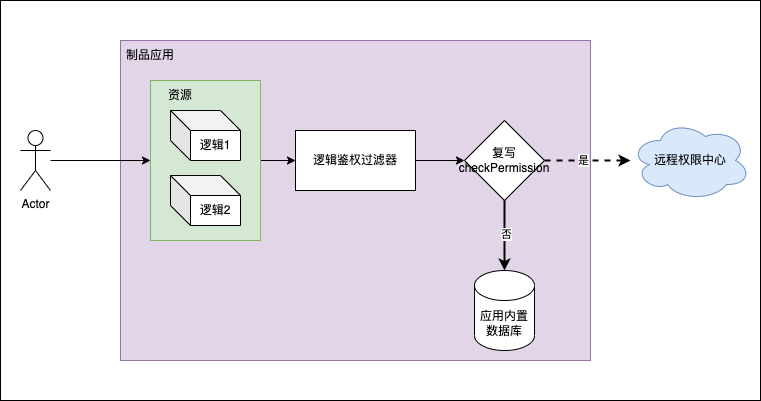 制品应用
资源
逻辑1
逻辑2
Actor
逻辑鉴权过滤器
复写
checkPermission
是
远程权限中心
否
应用内置
数据库